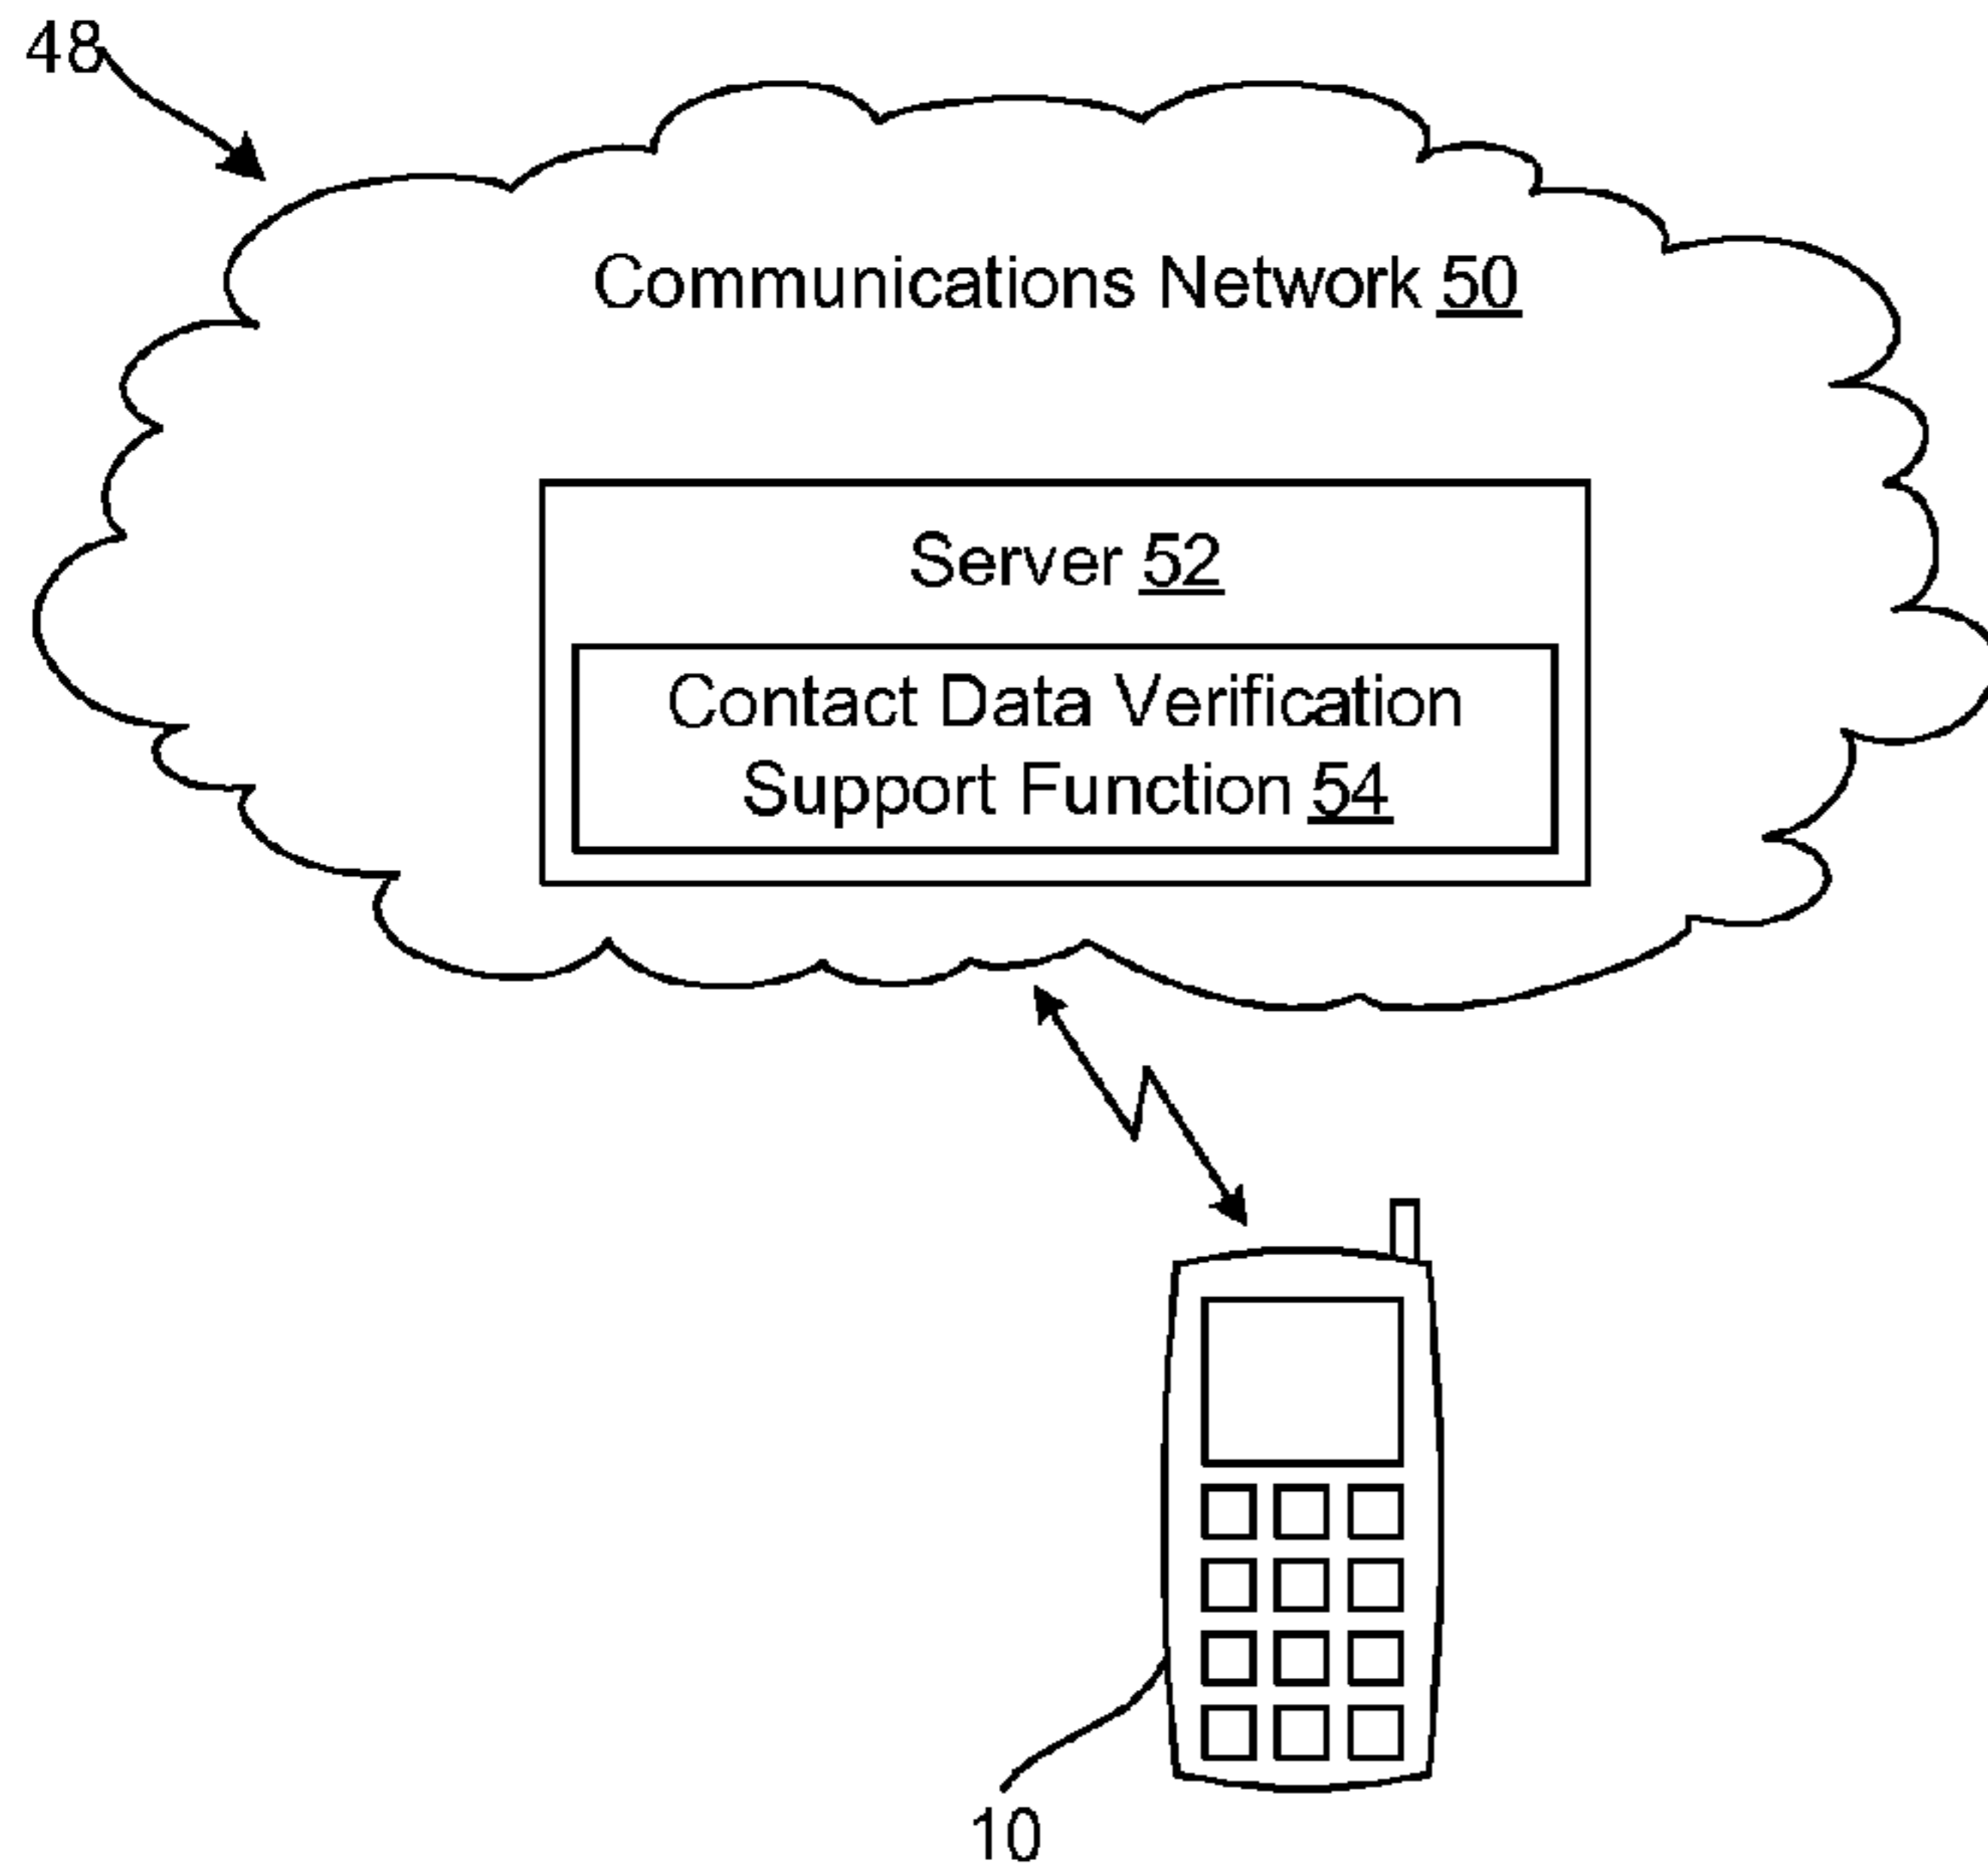 48
Communications Network 50
Server 52
Contact Data Verification
Support Function 54
10